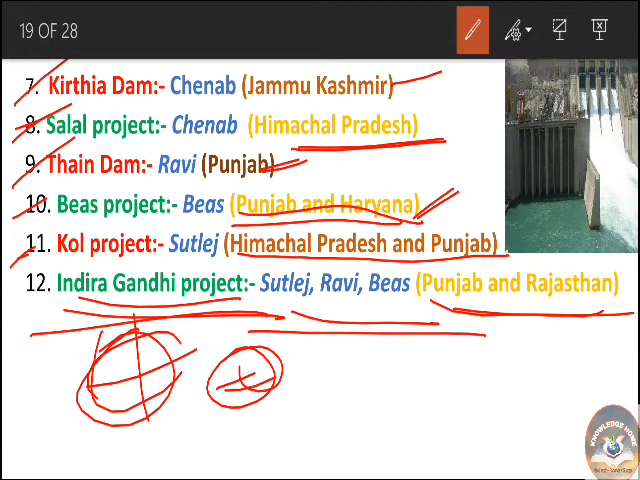 19 OF 28
7. Kirthia Dam:- Chenab (Jammu Kashmir)
8. Salal project:- Chenab (Himachal Pradesh)
9. Thain Dam:- Ravi (Punjab)
10. Beas project:- Beas (Punjab and Haryana)
11. Kol project:- Sutlej (Himachal Pradesh and Punjab)
12. Indira Gandhi project:- Sutlej, Ravi, Beas (Punjab and Rajasthan)
KNOWLEDGE HOME